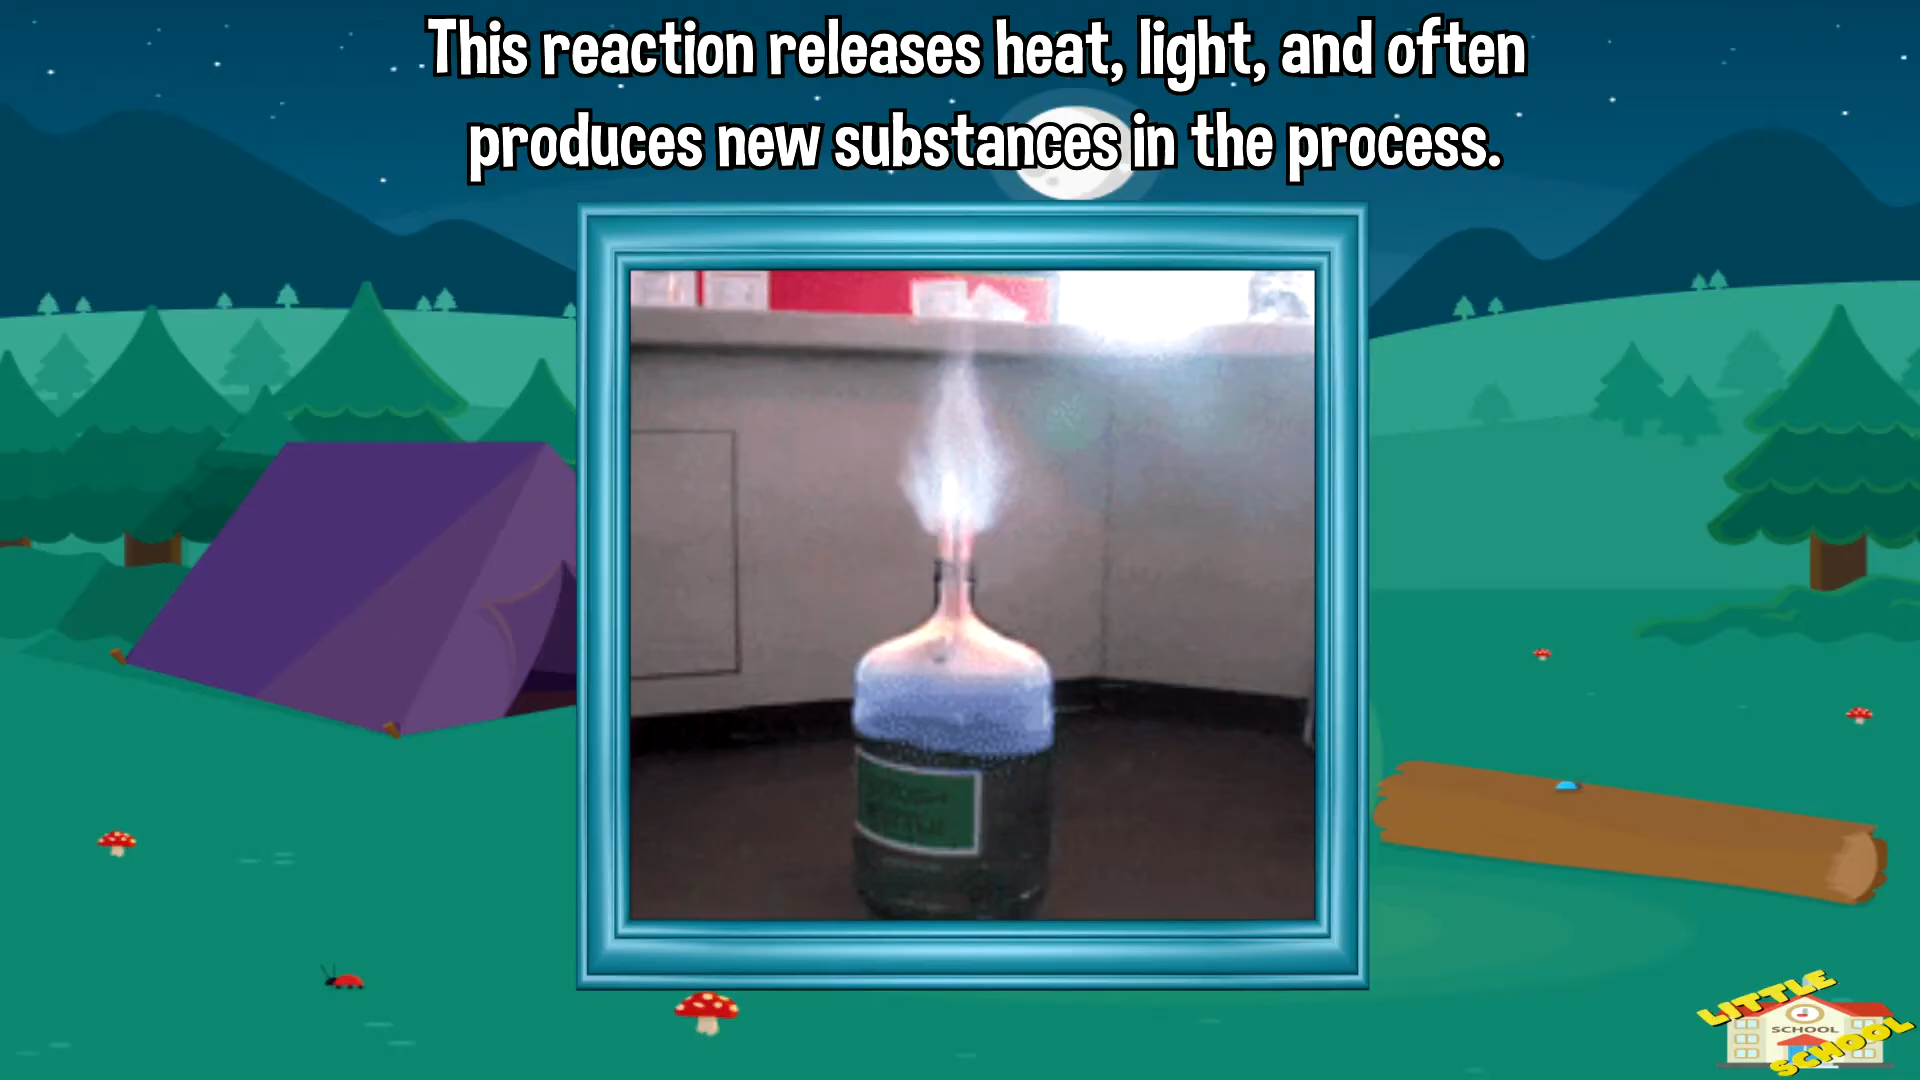 This reaction releases heat, light, and often
produces new substances in the process.
LITTLE
SCHOOL
SCHOOL